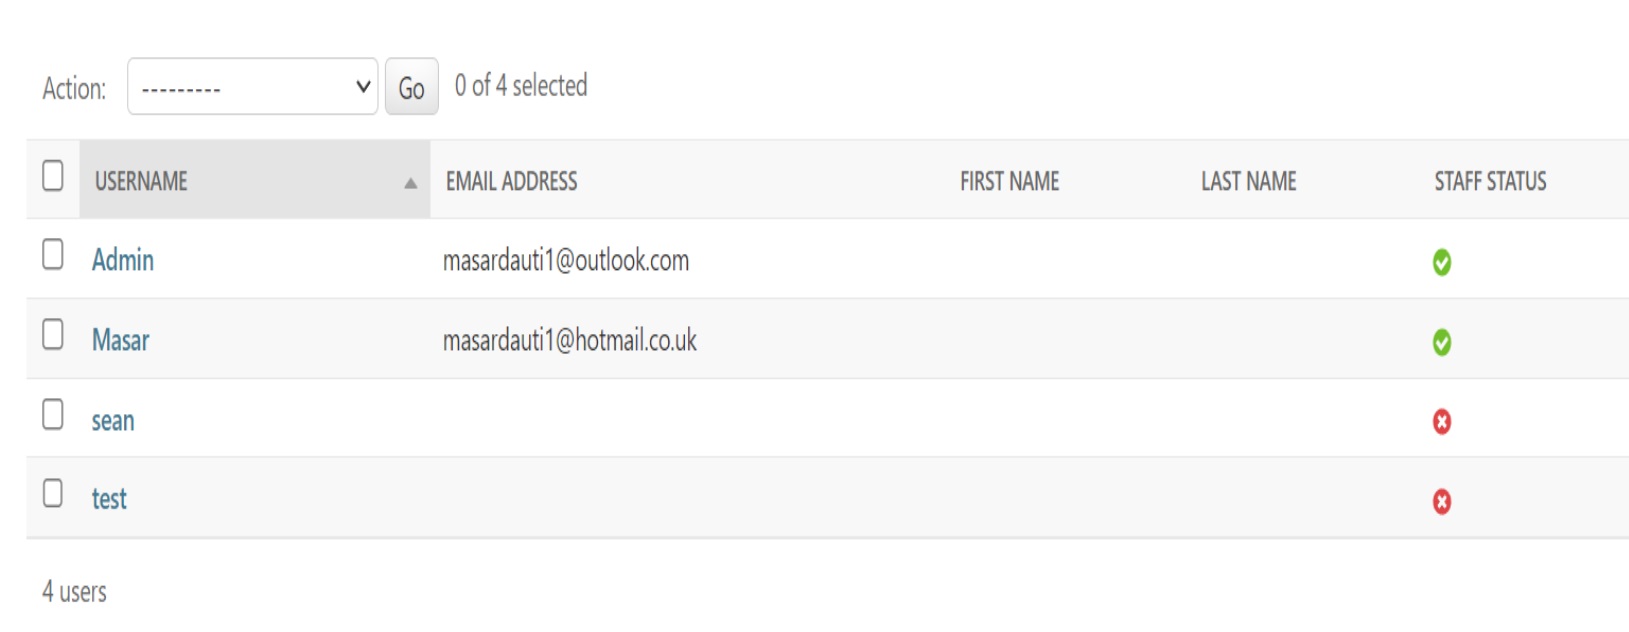 Action: --------- Go 0 of 4 selected
USERNAME EMAIL ADDRESS FIRST NAME LAST NAME STAFF STATUS
Admin masardauti1@outlook.com
Masar masardauti1@hotmail.co.uk
sean
test
4 users